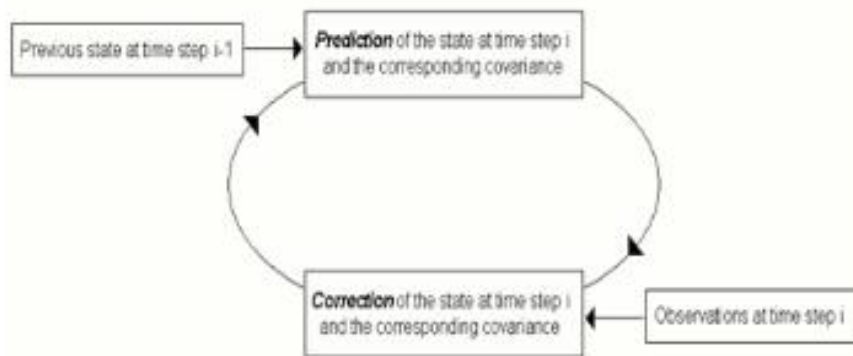 Previous state at time step i-1
Prediction of the state at time step i
and the corresponding covariance
Correction of the state at time step i
and the corresponding covariance
Observations at time step i